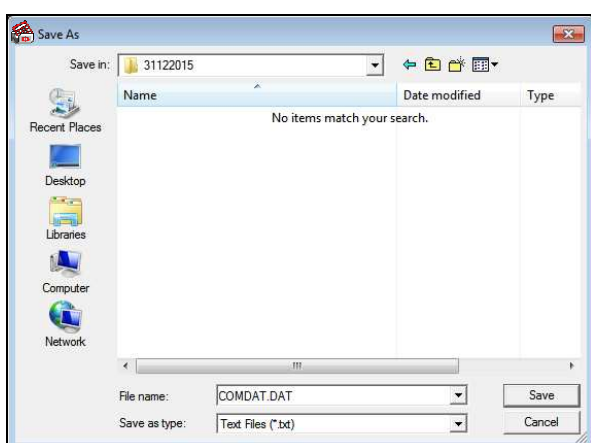 Save As
Save in: 31122015
Name Date modified Type
No items match your search.
Recent Places
Desktop
Libraries
Computer
Network
File name: COMDAT.DAT Save
Save as type: Text Files (*.txt) Cancel